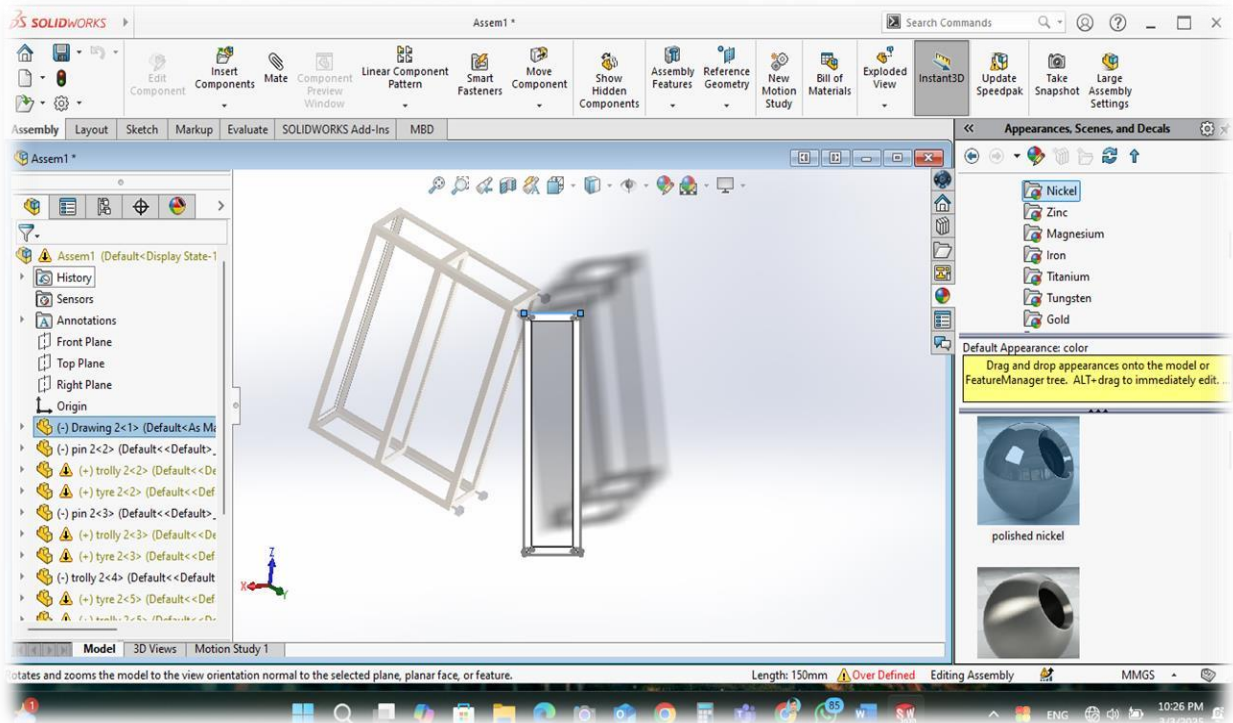 SOLIDWORKS
Assem1 *
Search Commands
Edit Component
Insert Components
Mate
Component Preview Window
Linear Component Pattern
Smart Fasteners
Move Component
Show Hidden Components
Assembly Features
Reference Geometry
New Motion Study
Bill of Materials
Exploded View
Instant3D
Update Speedpak
Take Snapshot
Large Assembly Settings
Assembly Layout Sketch Markup Evaluate SOLIDWORKS Add-Ins MBD
Appearances, Scenes, and Decals
Assem1 *
Assem1 (Default<Display State-1
History
Sensors
Annotations
Front Plane
Top Plane
Right Plane
Origin
(-) Drawing 2<1> (Default<As Ma
(-) pin 2<2> (Default<<Default>_
(+) trolly 2<2> (Default<<De
(+) tyre 2<2> (Default<<Def
(-) pin 2<3> (Default<<Default>_
(+) trolly 2<3> (Default<<De
(+) tyre 2<3> (Default<<Def
(-) trolly 2<4> (Default<<Default
(+) tyre 2<5> (Default<<Def
Z
X
Y
Nickel
Zinc
Magnesium
Iron
Titanium
Tungsten
Gold
Default Appearance: color
Drag and drop appearances onto the model or
FeatureManager tree. ALT+drag to immediately edit. ...
polished nickel
Model 3D Views Motion Study 1
otates and zooms the model to the view orientation normal to the selected plane, planar face, or feature.
Length: 150mm Over Defined Editing Assembly MMGS
1
85
ENG
10:26 PM